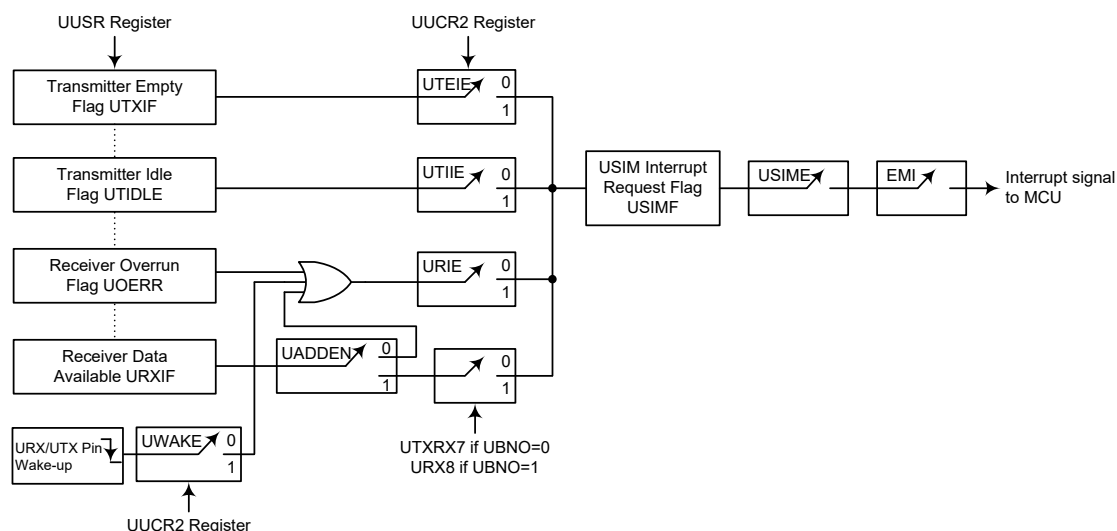 UUSR Register
UUCR2 Register
Transmitter Empty
Flag UTXIF
UTEIE
0
1
Transmitter Idle
Flag UTIDLE
UTIIE
0
1
USIM Interrupt
Request Flag
USIMF
USIME
EMI
Interrupt signal
to MCU
Receiver Overrun
Flag UOERR
URIE
0
1
Receiver Data
Available URXIF
UADDEN
0
1
0
1
UTXRX7 if UBNO=0
URX8 if UBNO=1
URX/UTX Pin
Wake-up
UWAKE
0
1
UUCR2 Register